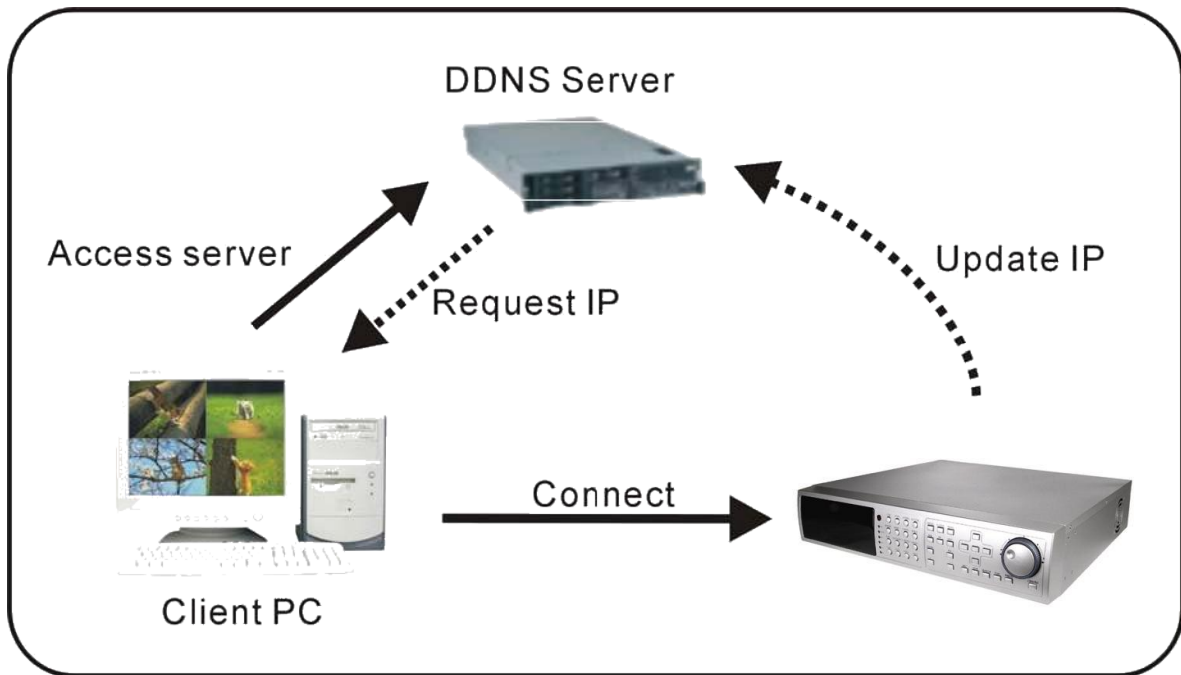 DDNS Server
Access server
Update IP
Request IP
Connect
Client PC